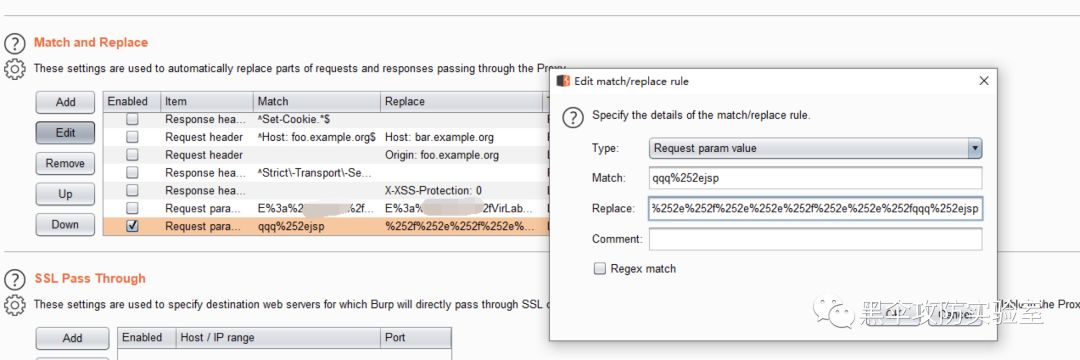 Match and Replace
These settings are used to automatically replace parts of requests and responses passing through the Proxy
Add
Edit
Remove
Up
Down
Enabled Item Match Replace
Response hea... ^Set-Cookie.*$
Request header ^Host: foo.example.org$ Host: bar.example.org
Request header Origin: foo.example.org
Response hea... ^Strict\-Transport\-Se...
Response hea... X-XSS-Protection: 0
Request para... E%3a%2 %2f... E%3a% 2fVirLab...
Request para... qqq%252ejsp %252f%252e%252f%252e%...
Edit match/replace rule
Specify the details of the match/replace rule.
Type: Request param value
Match: qqq%252ejsp
Replace: %252e%252f%252e%252e%252f%252e%252e%252fqqq%252ejsp
Comment:
Regex match
Cancel
SSL Pass Through
These settings are used to specify destination web servers for which Burp will directly pass through SSL in the Prox
Add
Enabled Host / IP range Port
黑伞攻防实验室